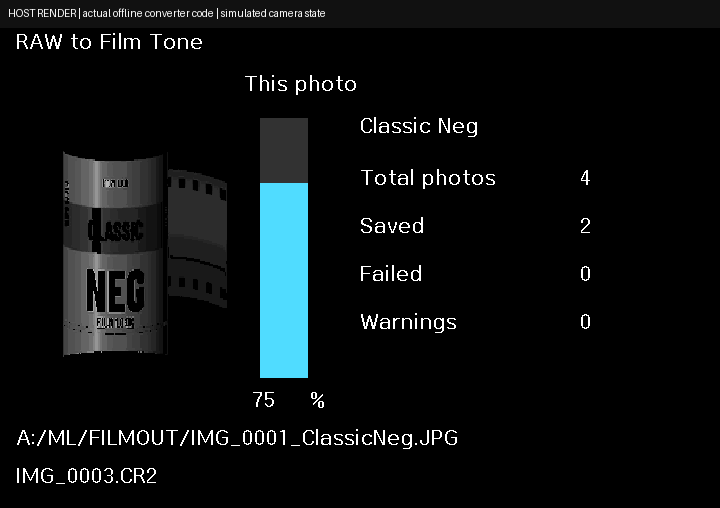 HOST RENDER | actual offline converter code | simulated camera state
RAW to Film Tone
This photo
Classic Neg
Total photos 4
Saved 2
Failed 0
Warnings 0
CLASSIC
NEG
75 %
A:/ML/FILMOUT/IMG_0001_ClassicNeg.JPG
IMG_0003.CR2